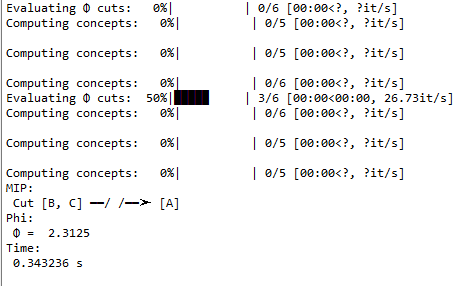 Evaluating Φ cuts:   0%|          | 0/6 [00:00<?, ?it/s]
Computing concepts:   0%|          | 0/5 [00:00<?, ?it/s]
Computing concepts:   0%|          | 0/5 [00:00<?, ?it/s]
Computing concepts:   0%|          | 0/6 [00:00<?, ?it/s]
Evaluating Φ cuts:  50%|█████     | 3/6 [00:00<00:00, 26.73it/s]
Computing concepts:   0%|          | 0/6 [00:00<?, ?it/s]
Computing concepts:   0%|          | 0/5 [00:00<?, ?it/s]
Computing concepts:   0%|          | 0/5 [00:00<?, ?it/s]
MIP:
Cut [B, C] ━━/ /━━➤ [A]
Phi:
Φ =  2.3125
Time:
0.343236 s